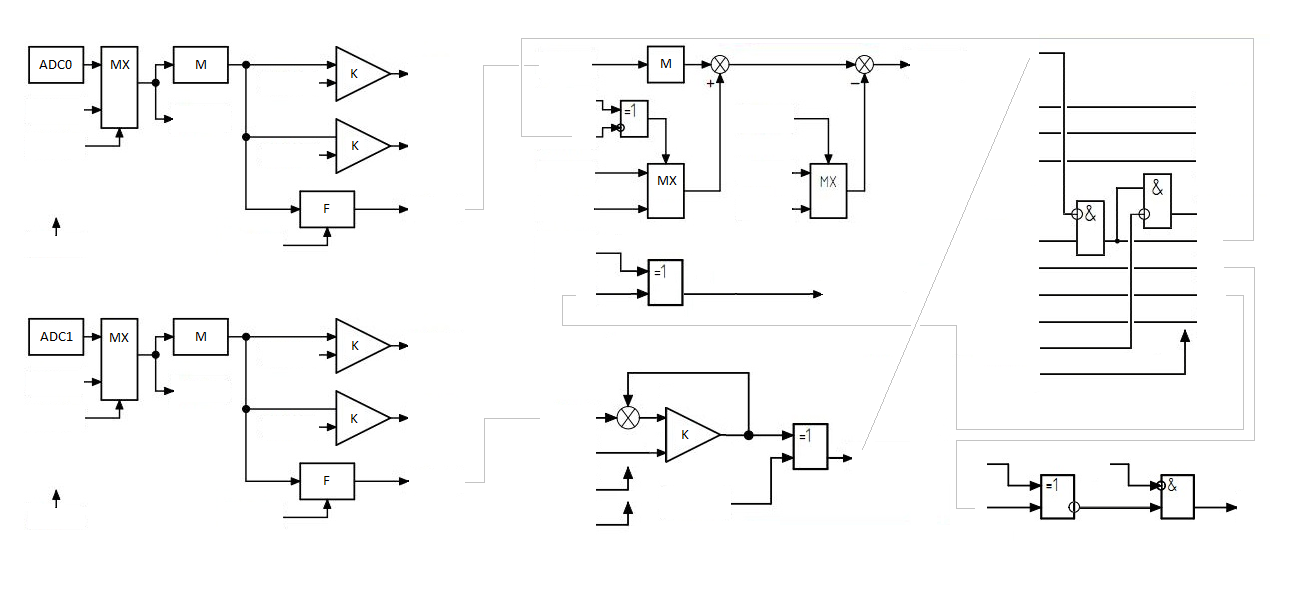 ADC0 MX M K
K
F
ADC1 MX M K
K
F
M
+ −
=1
MX MX
=1
K =1
&
&
=1 &